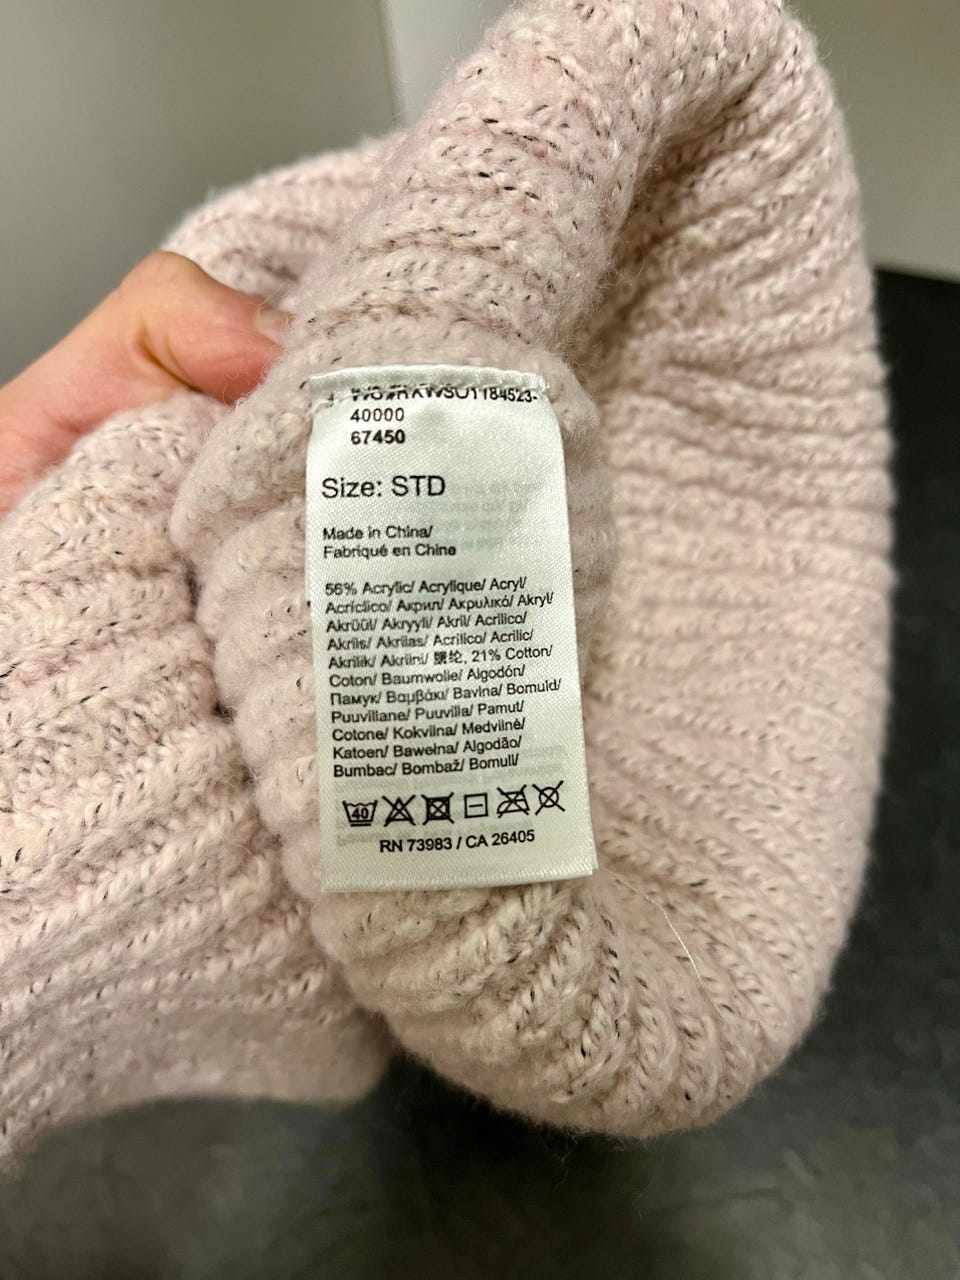 40000
67450
Size: STD
Made in China/
Fabriqué en Chine
56% Acrylic/ Acrylique/ Acryl/
Acríclico/ Акрил/ Ακρυλικό/ Akryl/
Akrüül/ Akryyli/ Akril/ Acrilico/
Akrils/ Akrilas/ Acrílico/ Acrilic/
Akrilik/ Akrilni/ 腈纶, 21% Cotton/
Coton/ Baumwolle/ Algodón/
Памук/ Βαμβάκι/ Bavlna/ Bomuld/
Puuvillane/ Puuvilla/ Pamut/
Cotone/ Kokvilna/ Medvilnė/
Katoen/ Bawełna/ Algodão/
Bumbac/ Bombaž/ Bomull/
40
RN 73983 / CA 26405